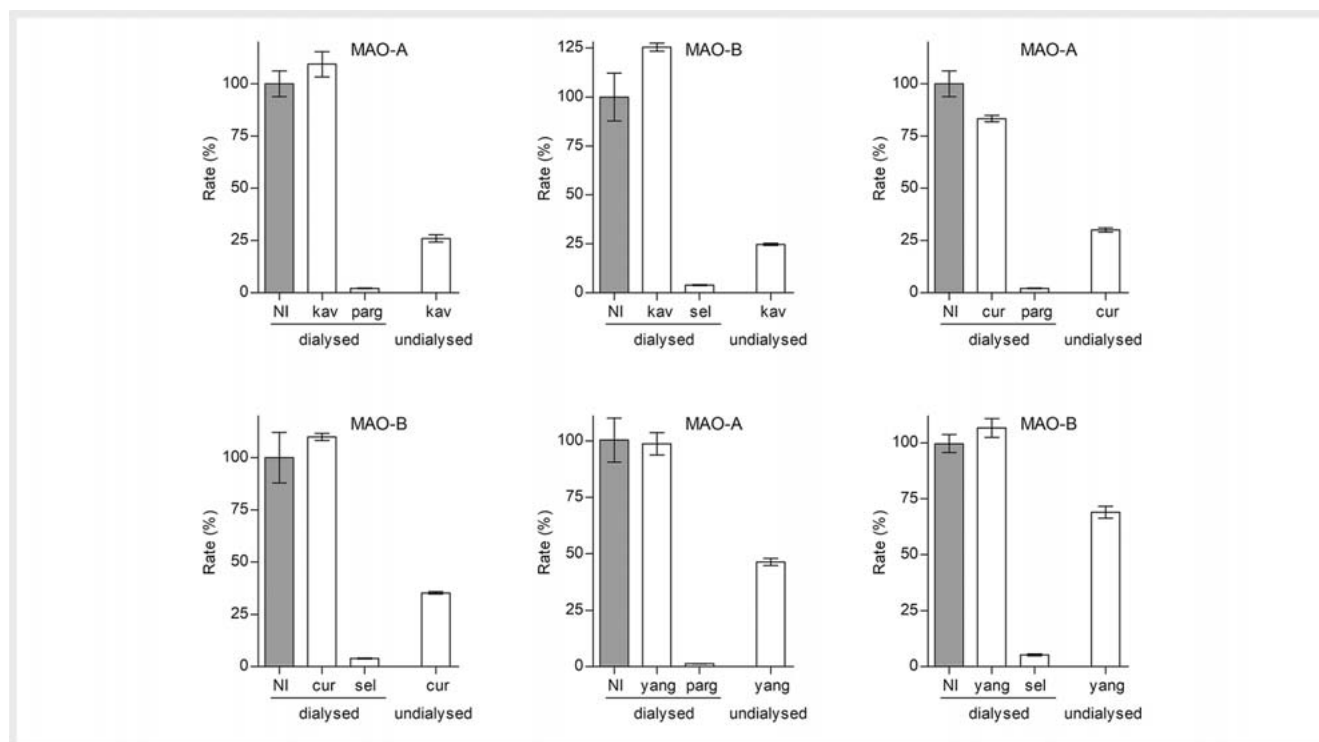 MAO-A
Rate (%)
100
75
50
25
0
NI kav parg kav
dialysed undialysed
MAO-B
Rate (%)
125
100
75
50
25
0
NI kav sel kav
dialysed undialysed
MAO-A
Rate (%)
100
75
50
25
0
NI cur parg cur
dialysed undialysed
MAO-B
Rate (%)
100
75
50
25
0
NI cur sel cur
dialysed undialysed
MAO-A
Rate (%)
100
75
50
25
0
NI yang parg yang
dialysed undialysed
MAO-B
Rate (%)
100
75
50
25
0
NI yang sel yang
dialysed undialysed